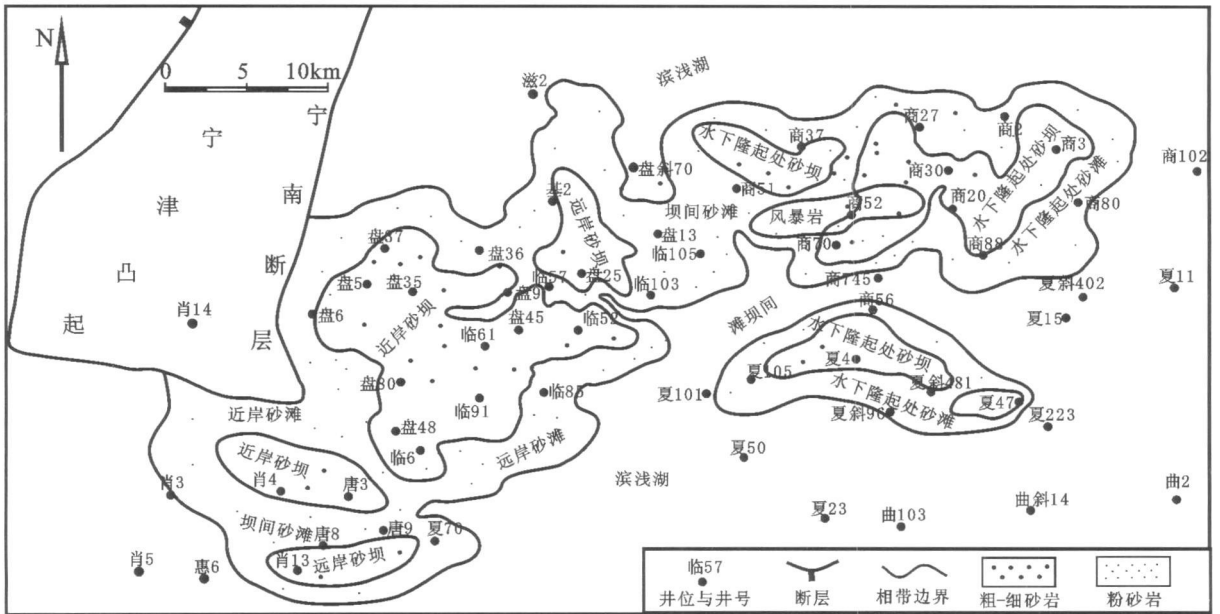 N
0 5 10km
宁
津
凸
起
宁
南
断
层
滋2
滨浅湖
商27
商2
商37
水下隆起处砂坝
商3
商102
盘斜70
商30
商51
商20
水下隆起处砂坝
水下隆起处砂滩
商80
坝间砂滩
风暴岩
商52
远岸砂坝
盘13
临105
商70
商88
盘37
盘36
盘5
盘35
盘9
临57
盘25
临103
商745
夏斜402
夏11
肖14
盘6
近岸砂坝
盘45
临52
滩坝间
商56
夏15
临61
水下隆起处砂坝
夏4
盘80
临91
临85
夏101
夏105
夏斜481
水下隆起处砂滩
夏斜96
夏47
夏223
近岸砂滩
盘48
临6
远岸砂滩
夏50
近岸砂坝
肖4
唐3
肖3
滨浅湖
曲2
曲斜14
夏23
曲103
坝间砂滩
唐8
唐9
夏70
肖5
惠6
肖13
远岸砂坝
临57
井位与井号
断层
相带边界
粗-细砂岩
粉砂岩